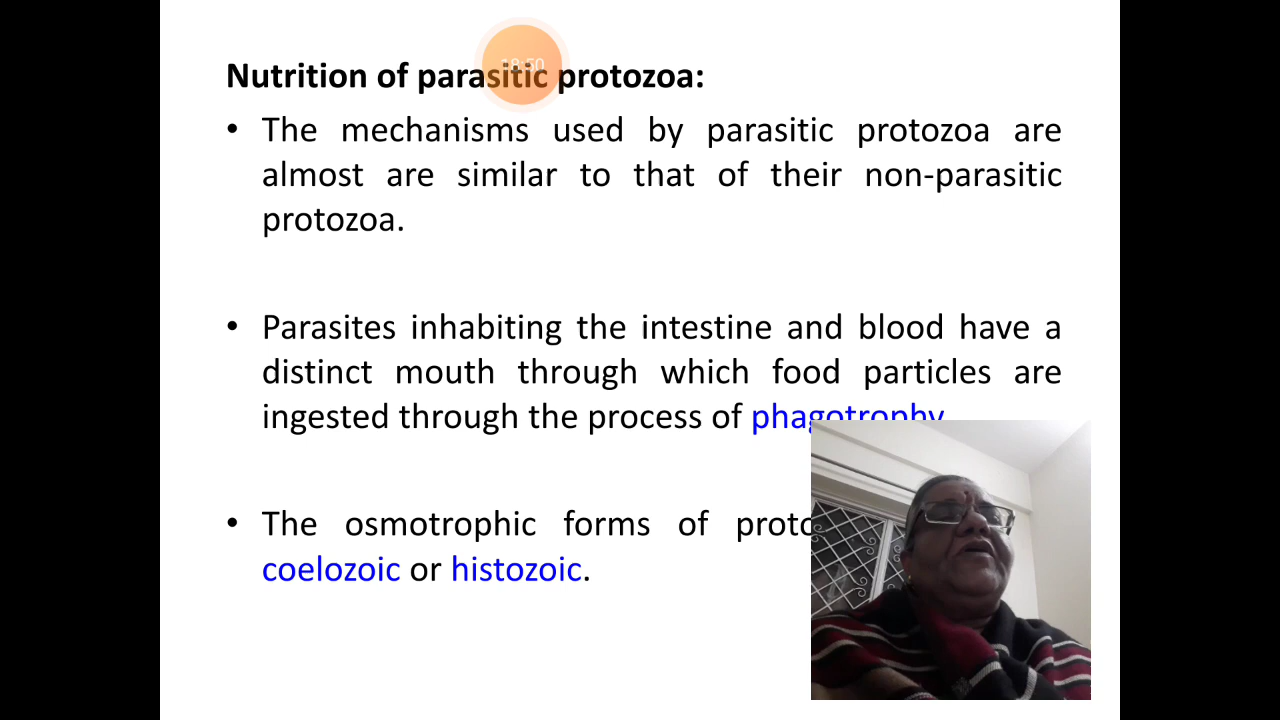 Nutrition of parasitic protozoa:
18:50
• The mechanisms used by parasitic protozoa are
almost are similar to that of their non-parasitic
protozoa.
• Parasites inhabiting the intestine and blood have a
distinct mouth through which food particles are
ingested through the process of phagotrophy
• The osmotrophic forms of
coelozoic or histozoic.